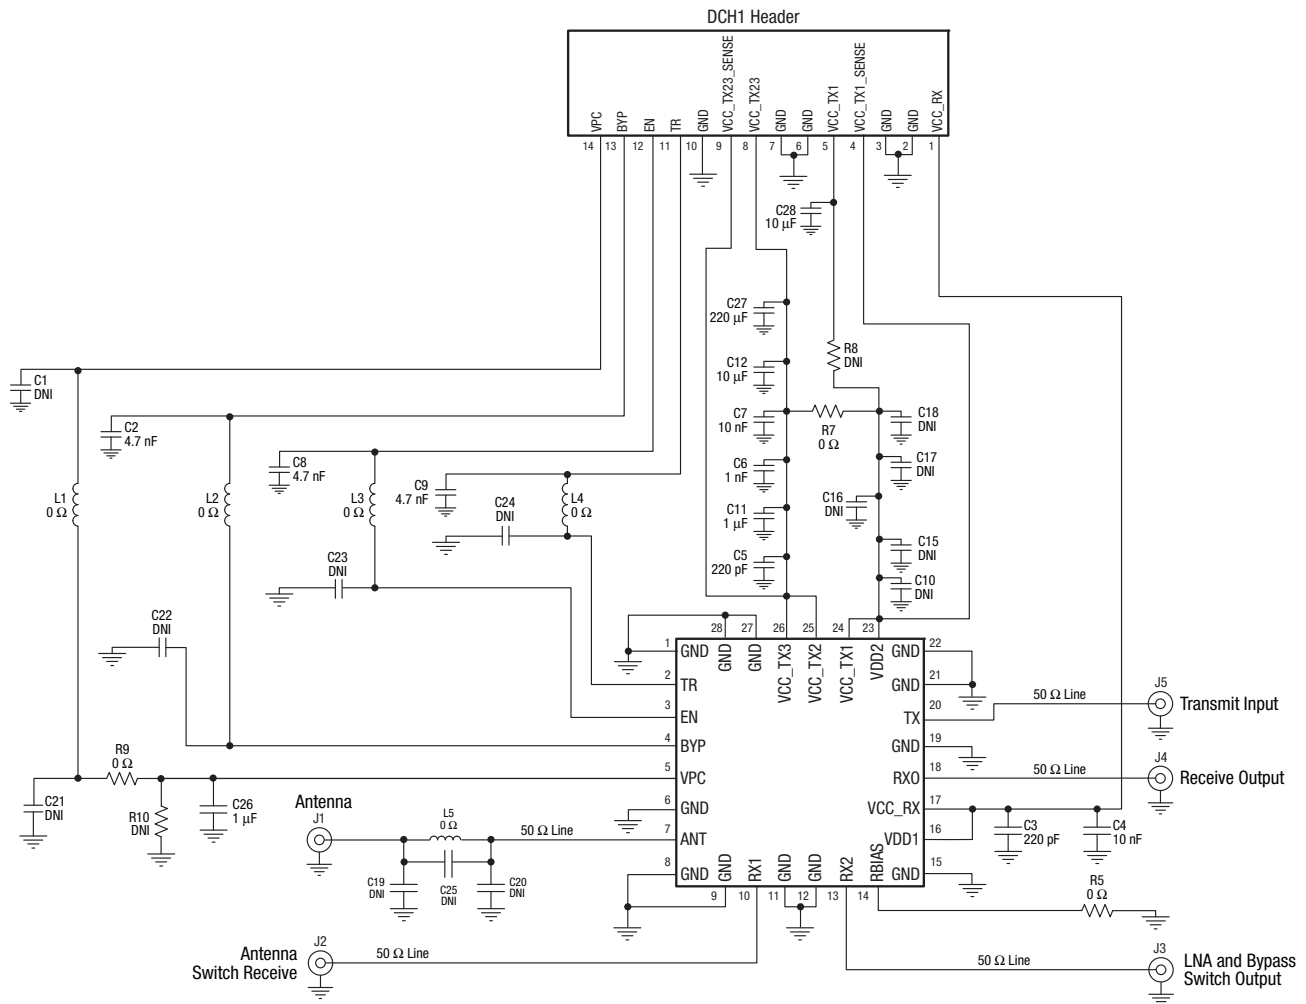 DCH1 Header
VPC
BYP
EN
TR
GND
VCC_TX23_SENSE
VCC_TX23
GND
GND
VCC_TX1
VCC_TX1_SENSE
GND
GND
VCC_RX
14
13
12
11
10
9
8
7
6
5
4
3
2
1
C28
10 µF
C27
220 µF
R8
DNI
C12
10 µF
C1
DNI
C7
10 nF
R7
0 Ω
C18
DNI
C2
4.7 nF
C8
4.7 nF
C6
1 nF
C17
DNI
C9
4.7 nF
L1
0 Ω
L2
0 Ω
L3
0 Ω
L4
0 Ω
C24
DNI
C16
DNI
C11
1 µF
C15
DNI
C5
220 pF
C23
DNI
C10
DNI
C22
DNI
28
27
26
25
24
23
GND
GND
VCC_TX3
VCC_TX2
VCC_TX1
VDD2
1
GND
2
TR
3
EN
4
BYP
5
VPC
6
GND
7
ANT
8
GND
22
GND
21
GND
20
TX
19
GND
18
RXO
17
VCC_RX
16
VDD1
15
GND
GND
RX1
GND
GND
RX2
RBIAS
9
10
11
12
13
14
50 Ω Line
J5
Transmit Input
50 Ω Line
J4
Receive Output
R9
0 Ω
C21
DNI
R10
DNI
C26
1 µF
Antenna
J1
L5
0 Ω
50 Ω Line
C19
DNI
C25
DNI
C20
DNI
C3
220 pF
C4
10 nF
R5
0 Ω
J2
Antenna
Switch Receive
50 Ω Line
50 Ω Line
J3
LNA and Bypass
Switch Output